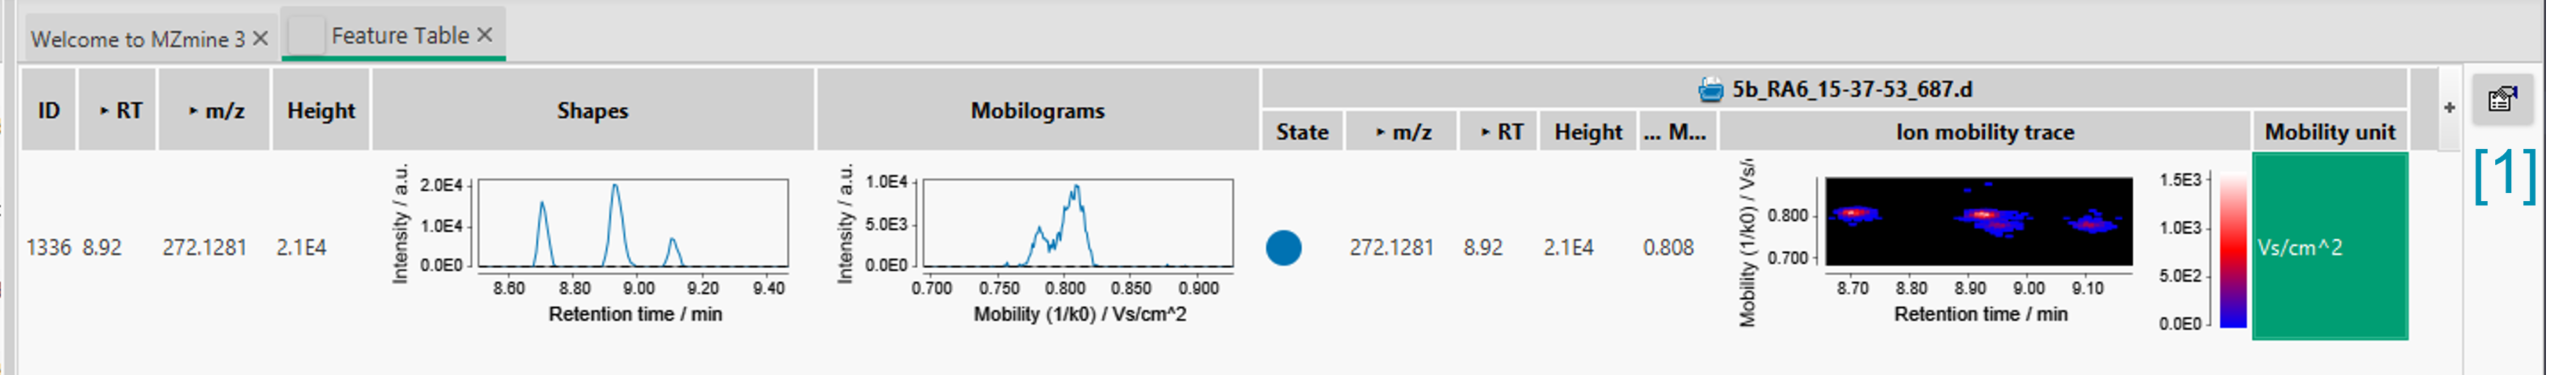 Welcome to MZmine 3 ✕ Feature Table ✕
ID ▸ RT ▸ m/z Height Shapes Mobilograms 5b_RA6_15-37-53_687.d +
State ▸ m/z ▸ RT Height ... M... Ion mobility trace Mobility unit
[1]
1336 8.92 272.1281 2.1E4
Intensity / a.u.
2.0E4
1.0E4
0.0E0
8.60 8.80 9.00 9.20 9.40
Retention time / min
Intensity / a.u.
1.0E4
5.0E3
0.0E0
0.700 0.750 0.800 0.850 0.900
Mobility (1/k0) / Vs/cm^2
272.1281 8.92 2.1E4 0.808
Mobility (1/k0) / Vs/
0.800
0.700
8.70 8.80 8.90 9.00 9.10
Retention time / min
1.5E3
1.0E3
5.0E2
0.0E0
Vs/cm^2